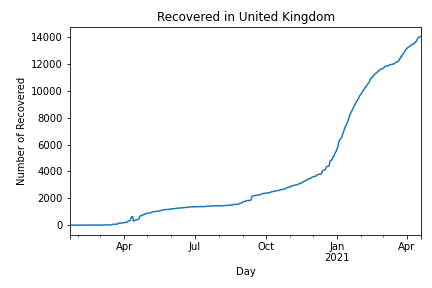 Recovered in United Kingdom
14000
12000
10000
8000
6000
4000
2000
0
Number of Recovered
Apr
Jul
Oct
Jan
2021
Apr
Day